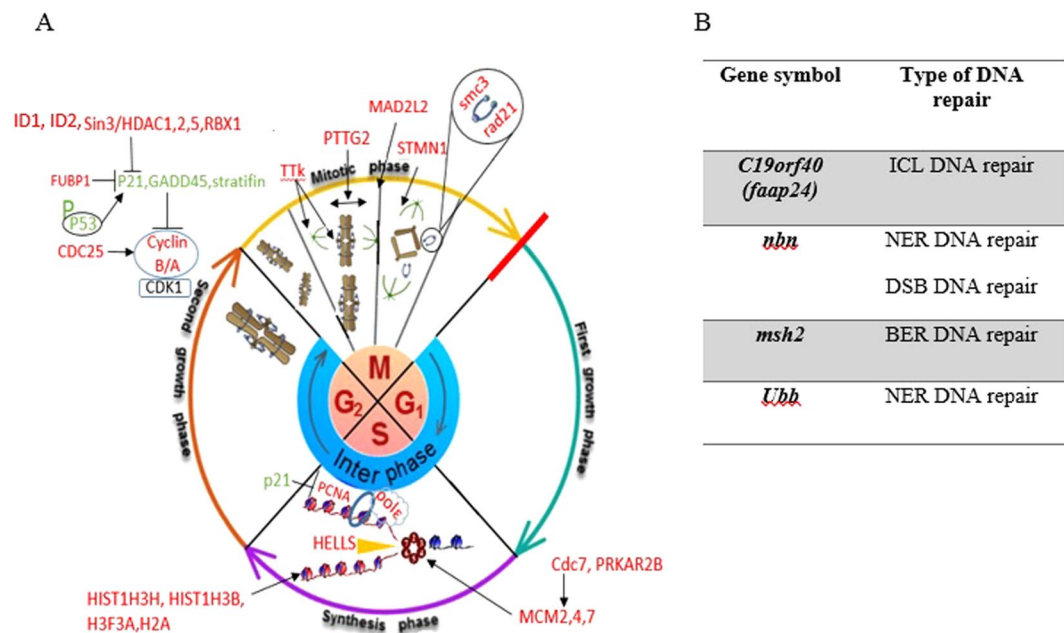 A
B
ID1, ID2, Sin3/HDAC1,2,5,RBX1
FUBP1
P21,GADD45,stratifin
P
P53
CDC25
Cyclin
B/A
CDK1
TTk
PTTG2
MAD2L2
STMN1
smc3
rad21
Mitotic phase
Second growth phase
First growth phase
M
G2
G1
S
Inter phase
p21
PCNA
polε
HELLS
HIST1H3H, HIST1H3B,
H3F3A,H2A
Cdc7, PRKAR2B
MCM2,4,7
Synthesis phase
Gene symbol
Type of DNA
repair
C19orf40
(faap24)
ICL DNA repair
nbn
NER DNA repair
DSB DNA repair
msh2
BER DNA repair
Ubb
NER DNA repair